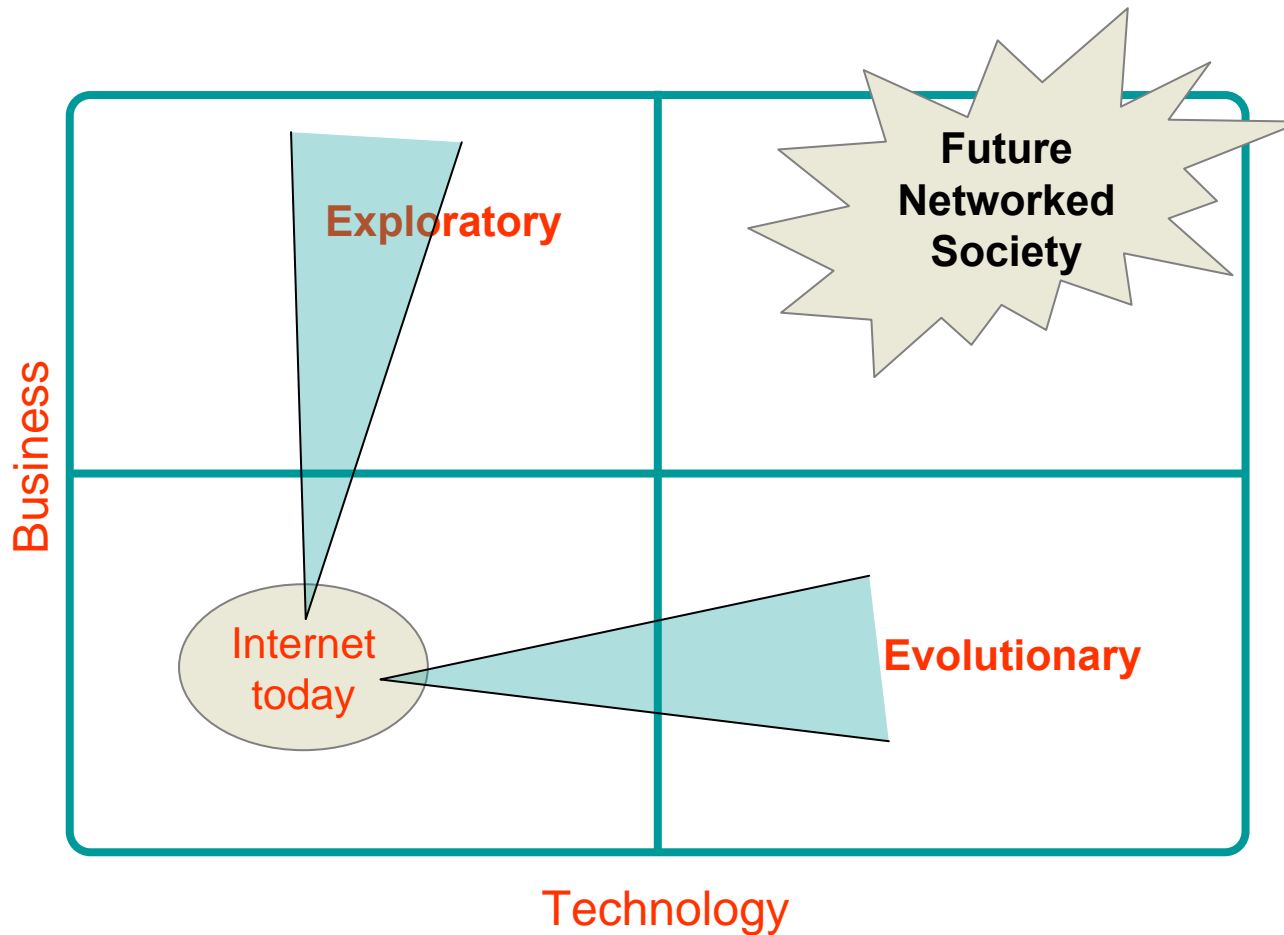 Future
Networked
Society
Exploratory
Business
Internet
today
Evolutionary
Technology